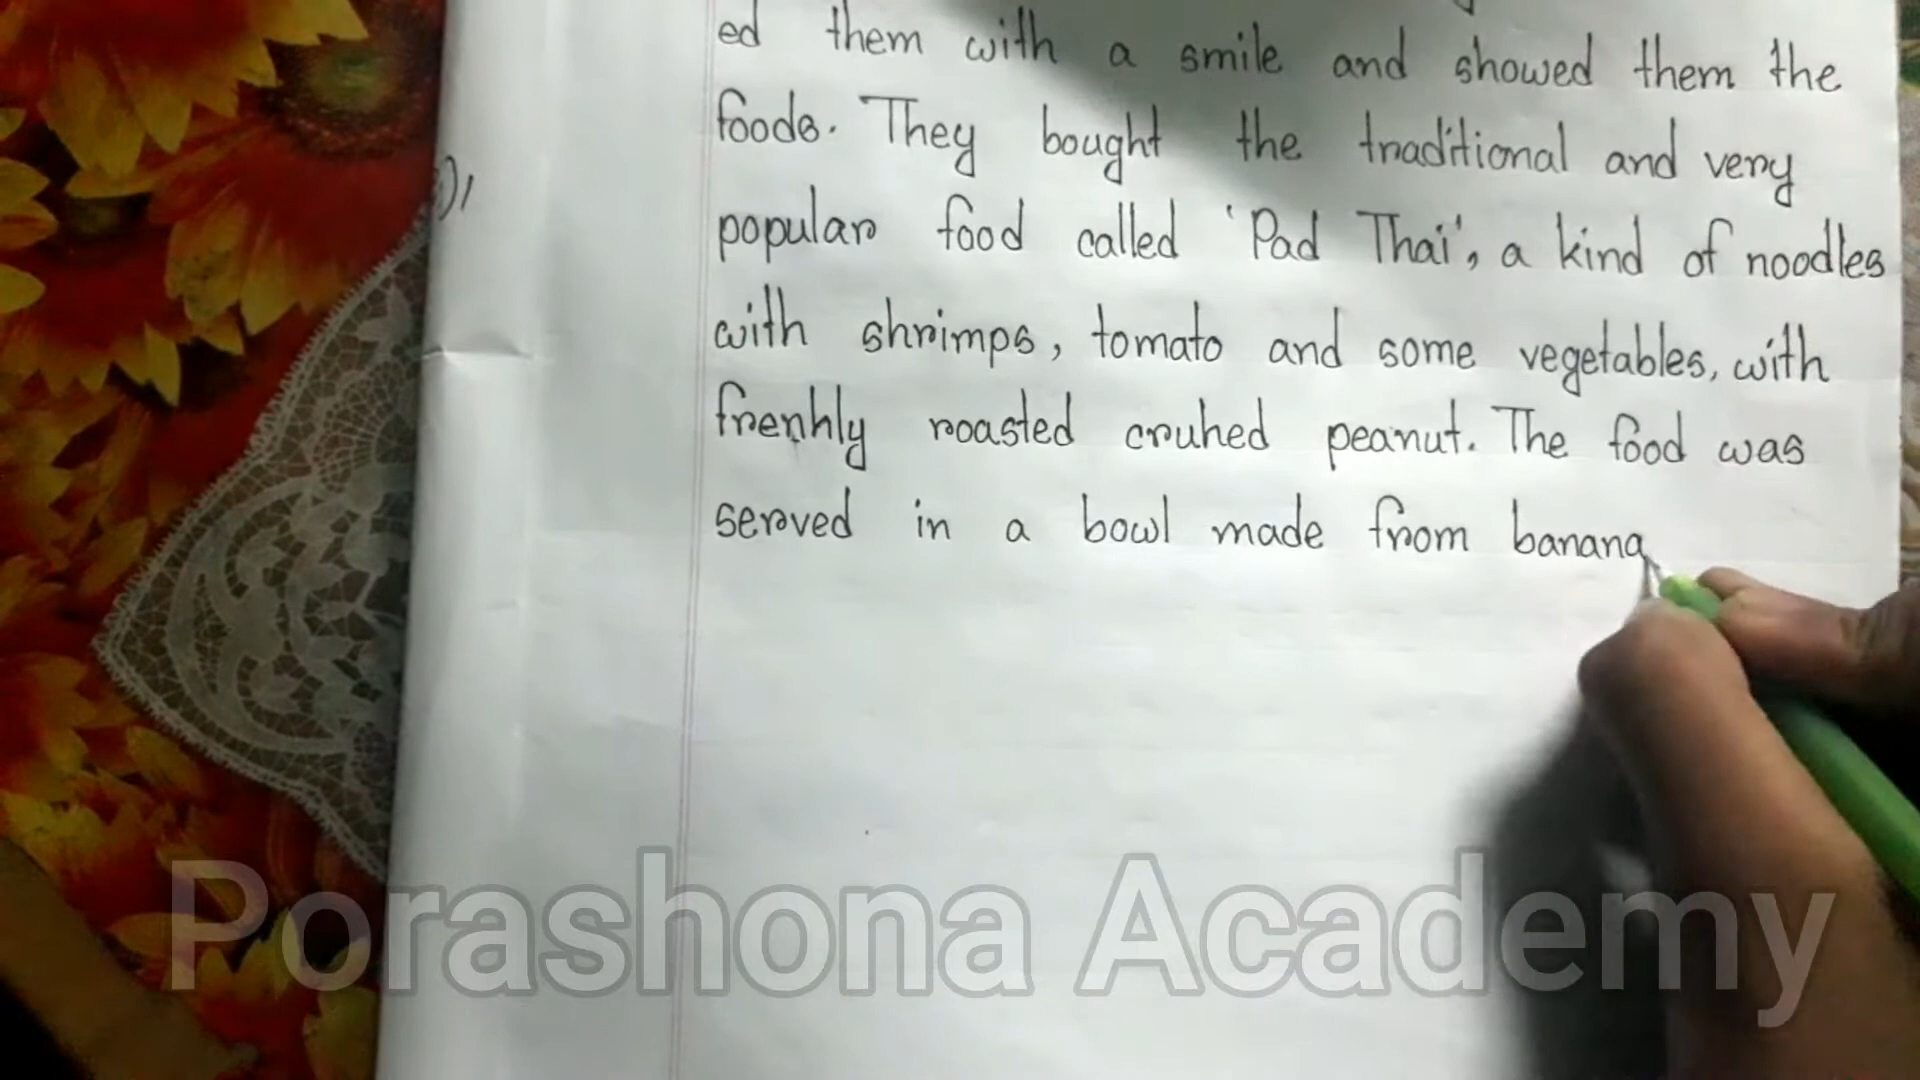 ed them with a smile and showed them the
foods. They bought the traditional and very
popular food called 'Pad Thai', a kind of noodles
with shrimps, tomato and some vegetables, with
frenhly roasted cruhed peanut. The food was
served in a bowl made from banana
Porashona Academy